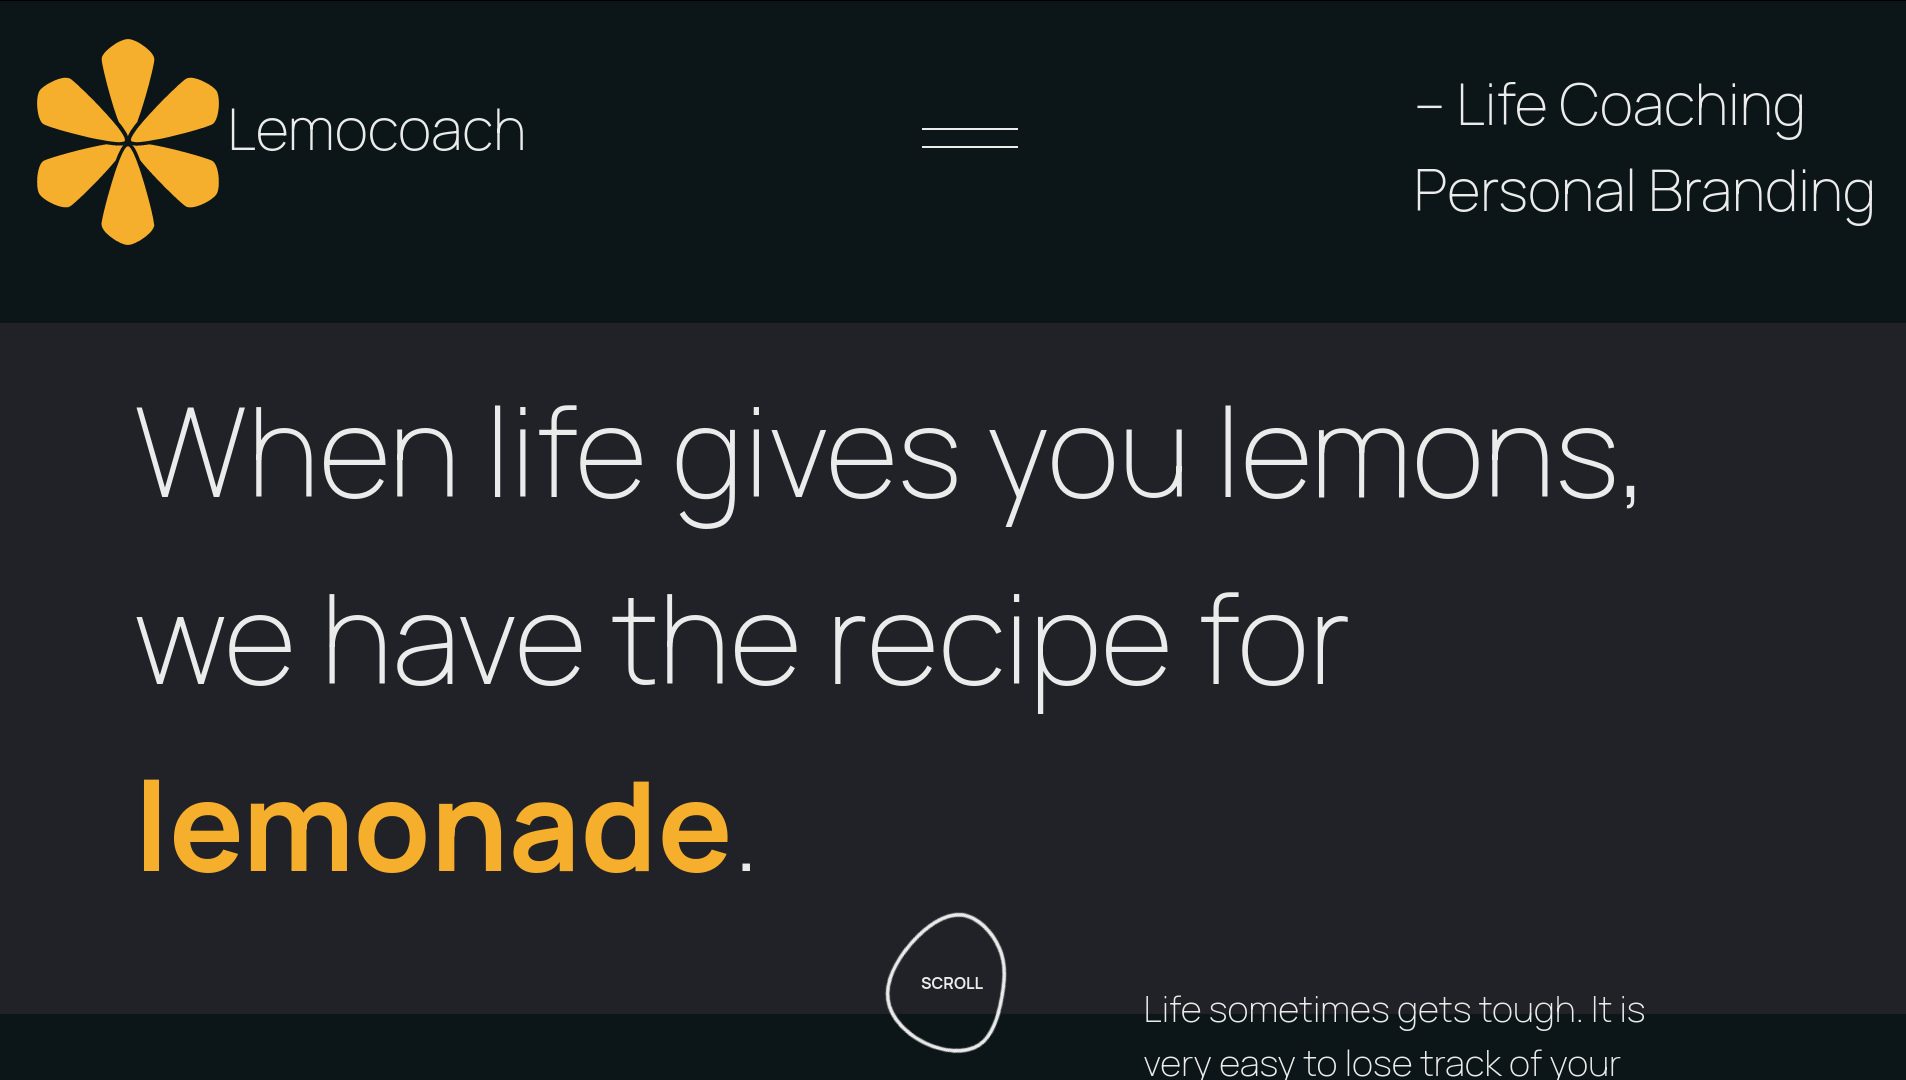 Lemocoach
– Life Coaching
Personal Branding
When life gives you lemons,
we have the recipe for
lemonade.
SCROLL
Life sometimes gets tough. It is
very easy to lose track of your